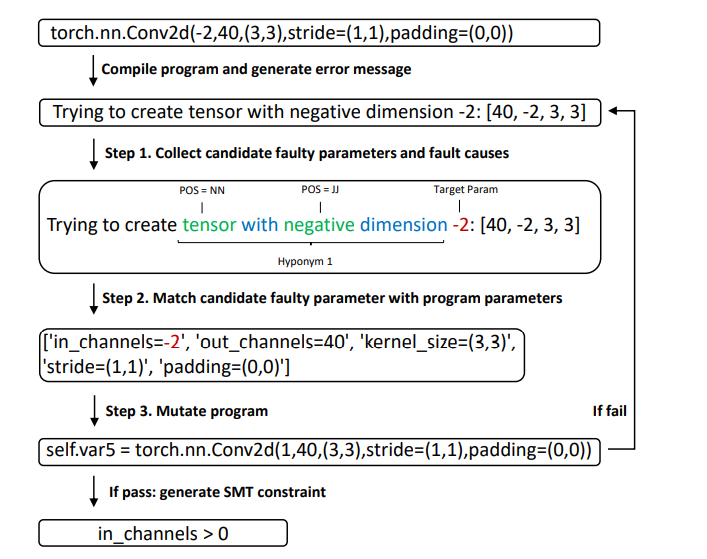 torch.nn.Conv2d(-2,40,(3,3),stride=(1,1),padding=(0,0))
Compile program and generate error message
Trying to create tensor with negative dimension -2: [40, -2, 3, 3]
Step 1. Collect candidate faulty parameters and fault causes
POS = NN POS = JJ Target Param
Trying to create tensor with negative dimension -2: [40, -2, 3, 3]
Hyponym 1
Step 2. Match candidate faulty parameter with program parameters
['in_channels=-2', 'out_channels=40', 'kernel_size=(3,3)',
'stride=(1,1)', 'padding=(0,0)']
Step 3. Mutate program
If fail
self.var5 = torch.nn.Conv2d(1,40,(3,3),stride=(1,1),padding=(0,0))
If pass: generate SMT constraint
in_channels > 0